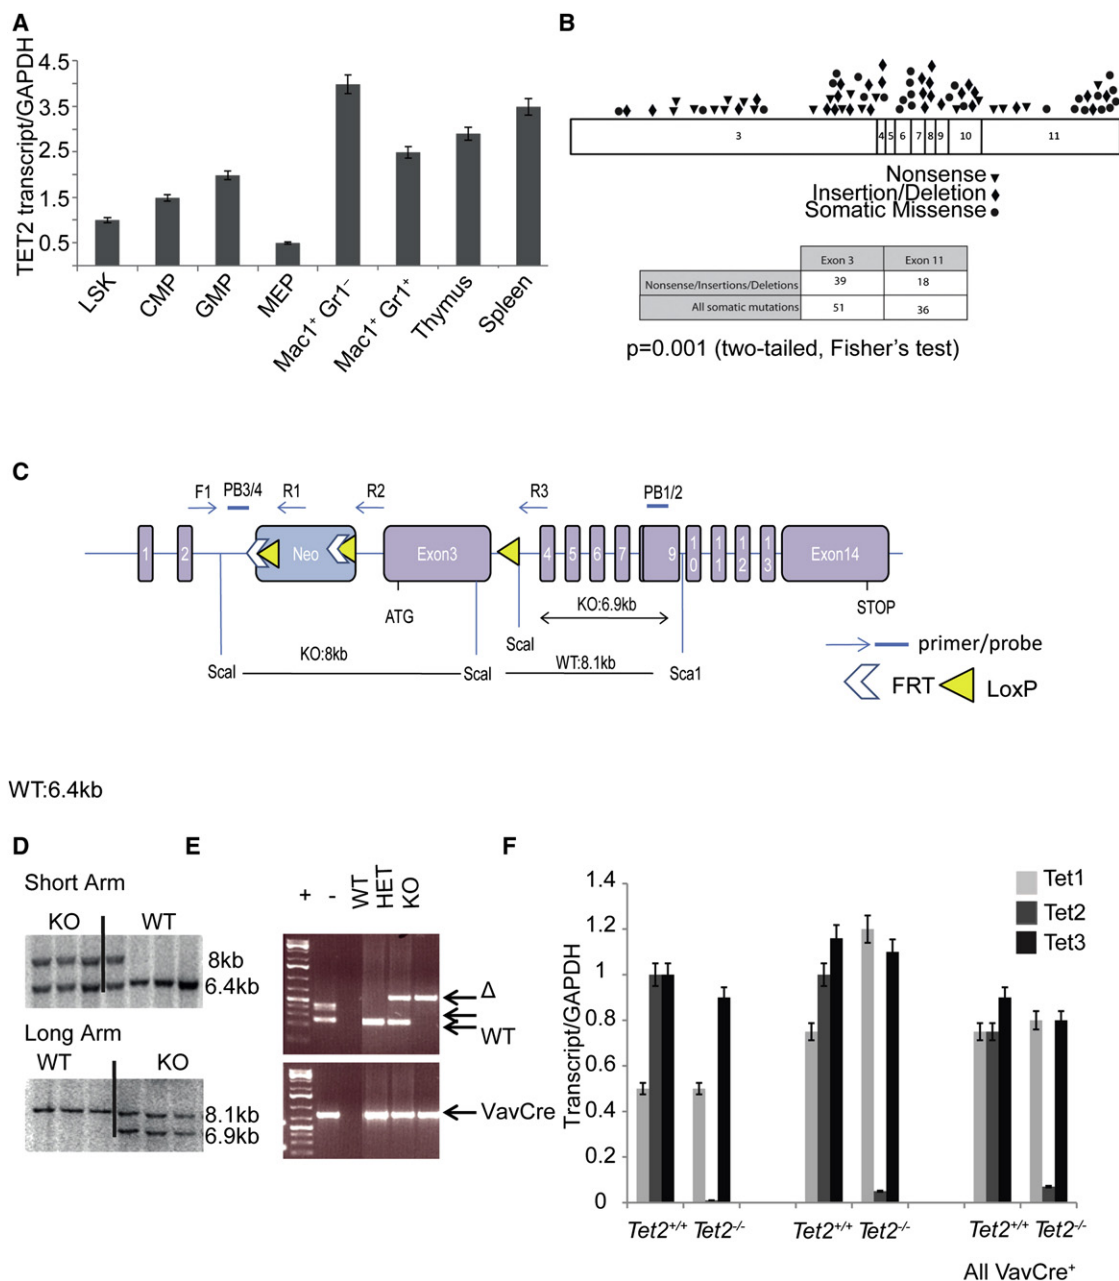 A
TET2 transcript/GAPDH
4.5
3.5
2.5
1.5
0.5
LSK
CMP
GMP
MEP
Mac1+ Gr1-
Mac1+ Gr1+
Thymus
Spleen
B
3 4 5 6 7 8 9 10 11
Nonsense
Insertion/Deletion
Somatic Missense
Exon 3 Exon 11
Nonsense/Insertions/Deletions 39 18
All somatic mutations 51 36
p=0.001 (two-tailed, Fisher's test)
C
F1 PB3/4 R1 R2 R3 PB1/2
1 2 Neo Exon3 4 5 6 7 9 10 11 12 13 Exon14
ATG
KO:6.9kb
STOP
ScaI KO:8kb ScaI ScaI WT:8.1kb Sca1
primer/probe
FRT LoxP
WT:6.4kb
D
Short Arm
KO WT
8kb
6.4kb
Long Arm
WT KO
8.1kb
6.9kb
E
+ - WT HET KO
Δ
WT
VavCre
F
Transcript/GAPDH
1.4
1.2
1
0.8
0.6
0.4
0.2
0
Tet1
Tet2
Tet3
Tet2+/+ Tet2-/- Tet2+/+ Tet2-/- Tet2+/+ Tet2-/-
All VavCre+